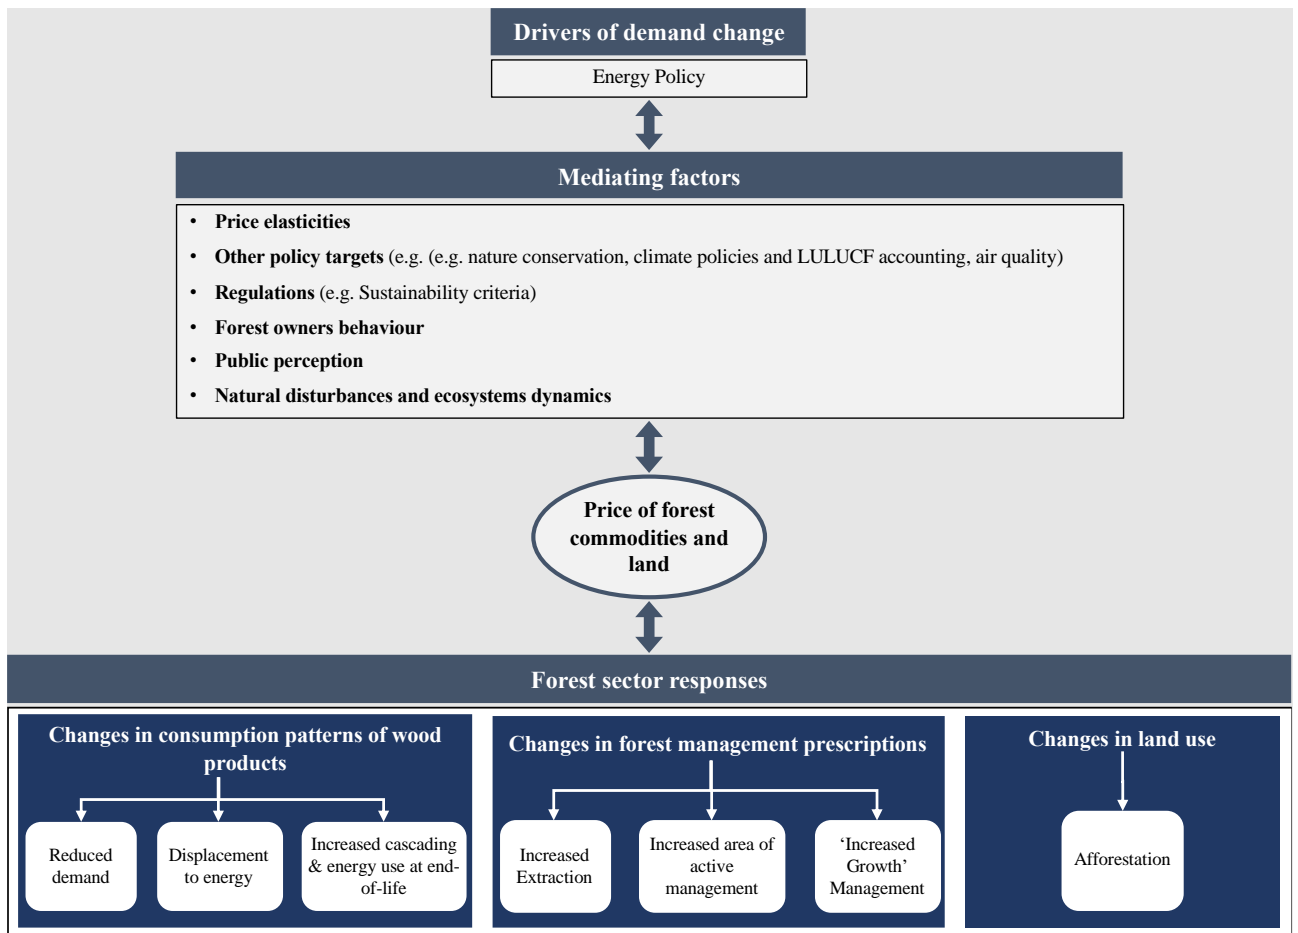 Drivers of demand change
Energy Policy
Mediating factors
• Price elasticities
• Other policy targets (e.g. (e.g. nature conservation, climate policies and LULUCF accounting, air quality)
• Regulations (e.g. Sustainability criteria)
• Forest owners behaviour
• Public perception
• Natural disturbances and ecosystems dynamics
Price of forest
commodities and
land
Forest sector responses
Changes in consumption patterns of wood
products
Reduced
demand
Displacement
to energy
Increased cascading
& energy use at end-
of-life
Changes in forest management prescriptions
Increased
Extraction
Increased area of
active
management
‘Increased
Growth’
Management
Changes in land use
Afforestation